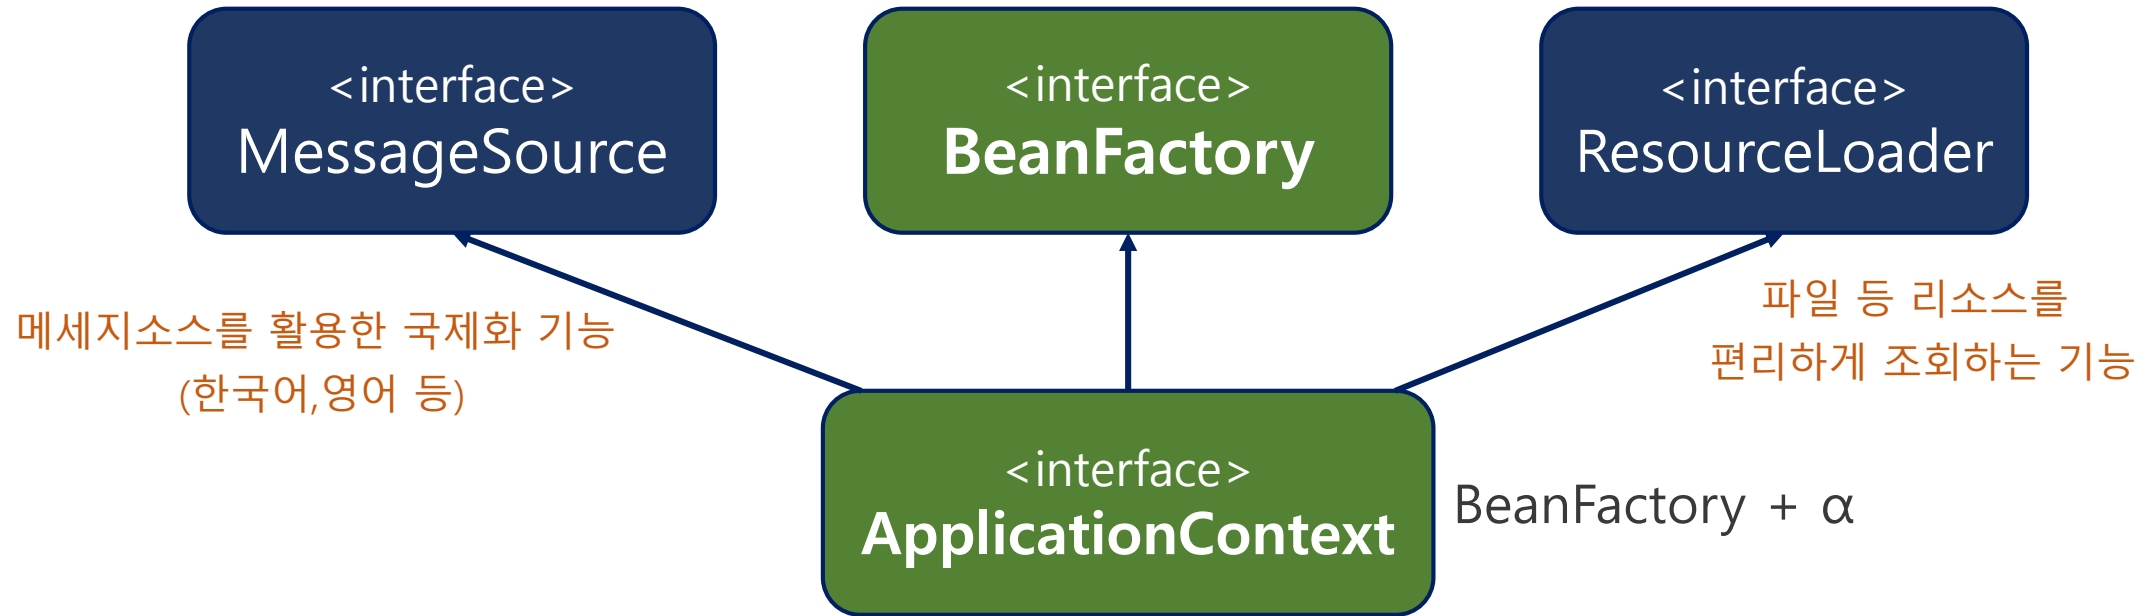 <interface>
MessageSource
<interface>
BeanFactory
<interface>
ResourceLoader
메세지소스를 활용한 국제화 기능
(한국어,영어 등)
파일 등 리소스를
편리하게 조회하는 기능
<interface>
ApplicationContext
BeanFactory + α